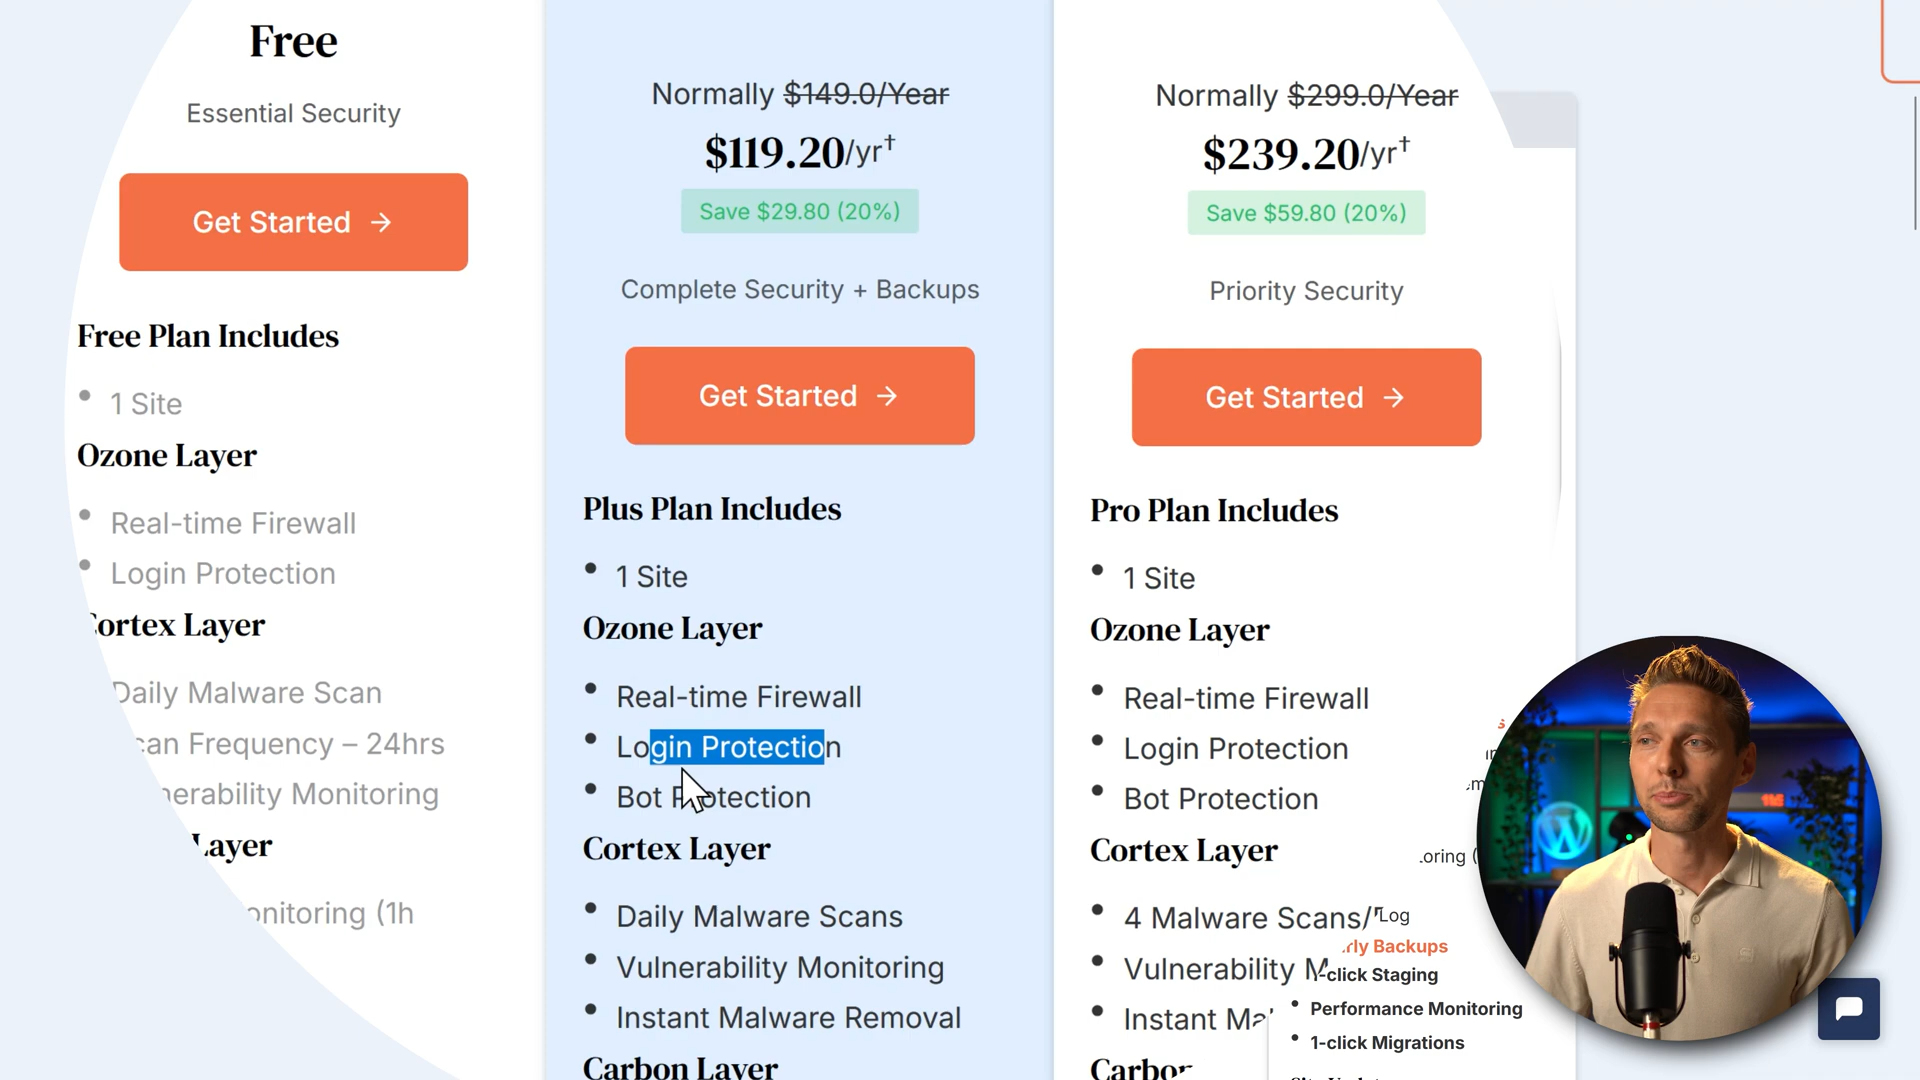 Free
Essential Security
Get Started →
Free Plan Includes
1 Site
Ozone Layer
Real-time Firewall
Login Protection
Cortex Layer
Daily Malware Scan
Scan Frequency – 24hrs
Vulnerability Monitoring
Layer
Monitoring (1h
Normally $149.0/Year
$119.20/yr†
Save $29.80 (20%)
Complete Security + Backups
Get Started →
Plus Plan Includes
1 Site
Ozone Layer
Real-time Firewall
Login Protection
Bot Protection
Cortex Layer
Daily Malware Scans
Vulnerability Monitoring
Instant Malware Removal
Carbon Layer
Normally $299.0/Year
$239.20/yr†
Save $59.80 (20%)
Priority Security
Get Started →
Pro Plan Includes
1 Site
Ozone Layer
Real-time Firewall
Login Protection
Bot Protection
Cortex Layer
4 Malware Scans/
Vulnerability
Instant
Log
Backups
1-click Staging
Performance Monitoring
1-click Migrations